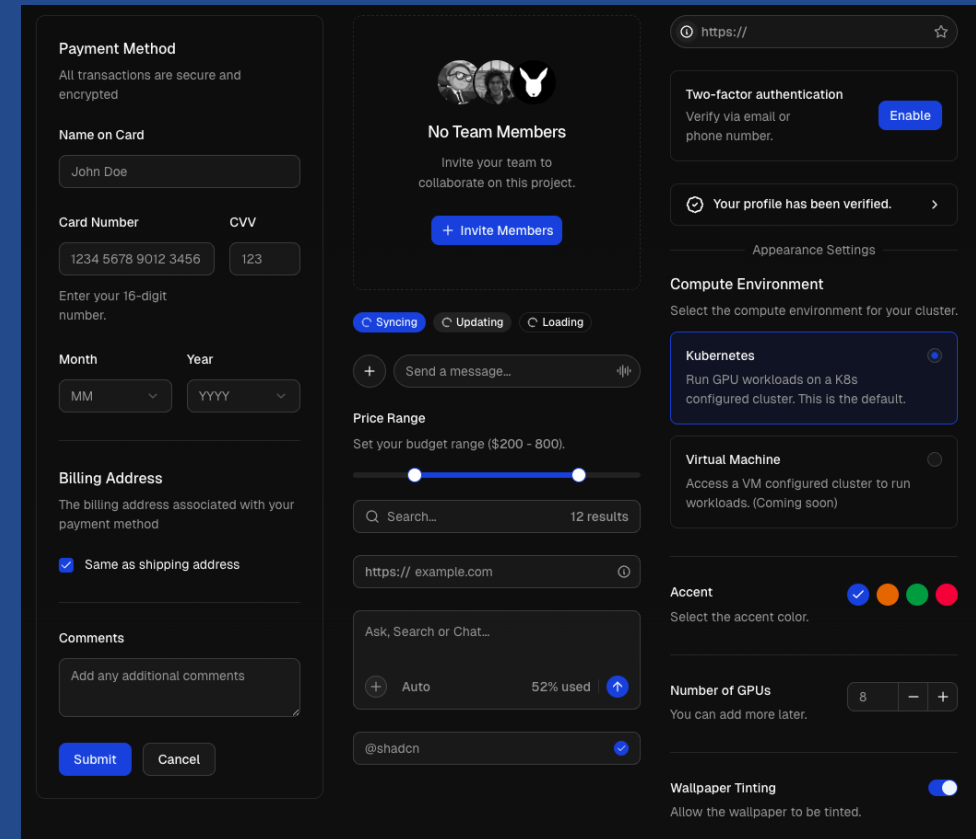 Payment Method
All transactions are secure and
encrypted
Name on Card
John Doe
Card Number
CVV
1234 5678 9012 3456
123
Enter your 16-digit
number.
Month
Year
MM
YYYY
Billing Address
The billing address associated with your
payment method
Same as shipping address
Comments
Add any additional comments
Submit
Cancel
No Team Members
Invite your team to
collaborate on this project.
+ Invite Members
Syncing
Updating
Loading
Send a message...
Price Range
Set your budget range ($200 - 800).
Search...
12 results
https:// example.com
Ask, Search or Chat...
Auto
52% used
@shadcn
https://
Two-factor authentication
Verify via email or
phone number.
Enable
Your profile has been verified.
Appearance Settings
Compute Environment
Select the compute environment for your cluster.
Kubernetes
Run GPU workloads on a K8s
configured cluster. This is the default.
Virtual Machine
Access a VM configured cluster to run
workloads. (Coming soon)
Accent
Select the accent color.
Number of GPUs
You can add more later.
8
Wallpaper Tinting
Allow the wallpaper to be tinted.